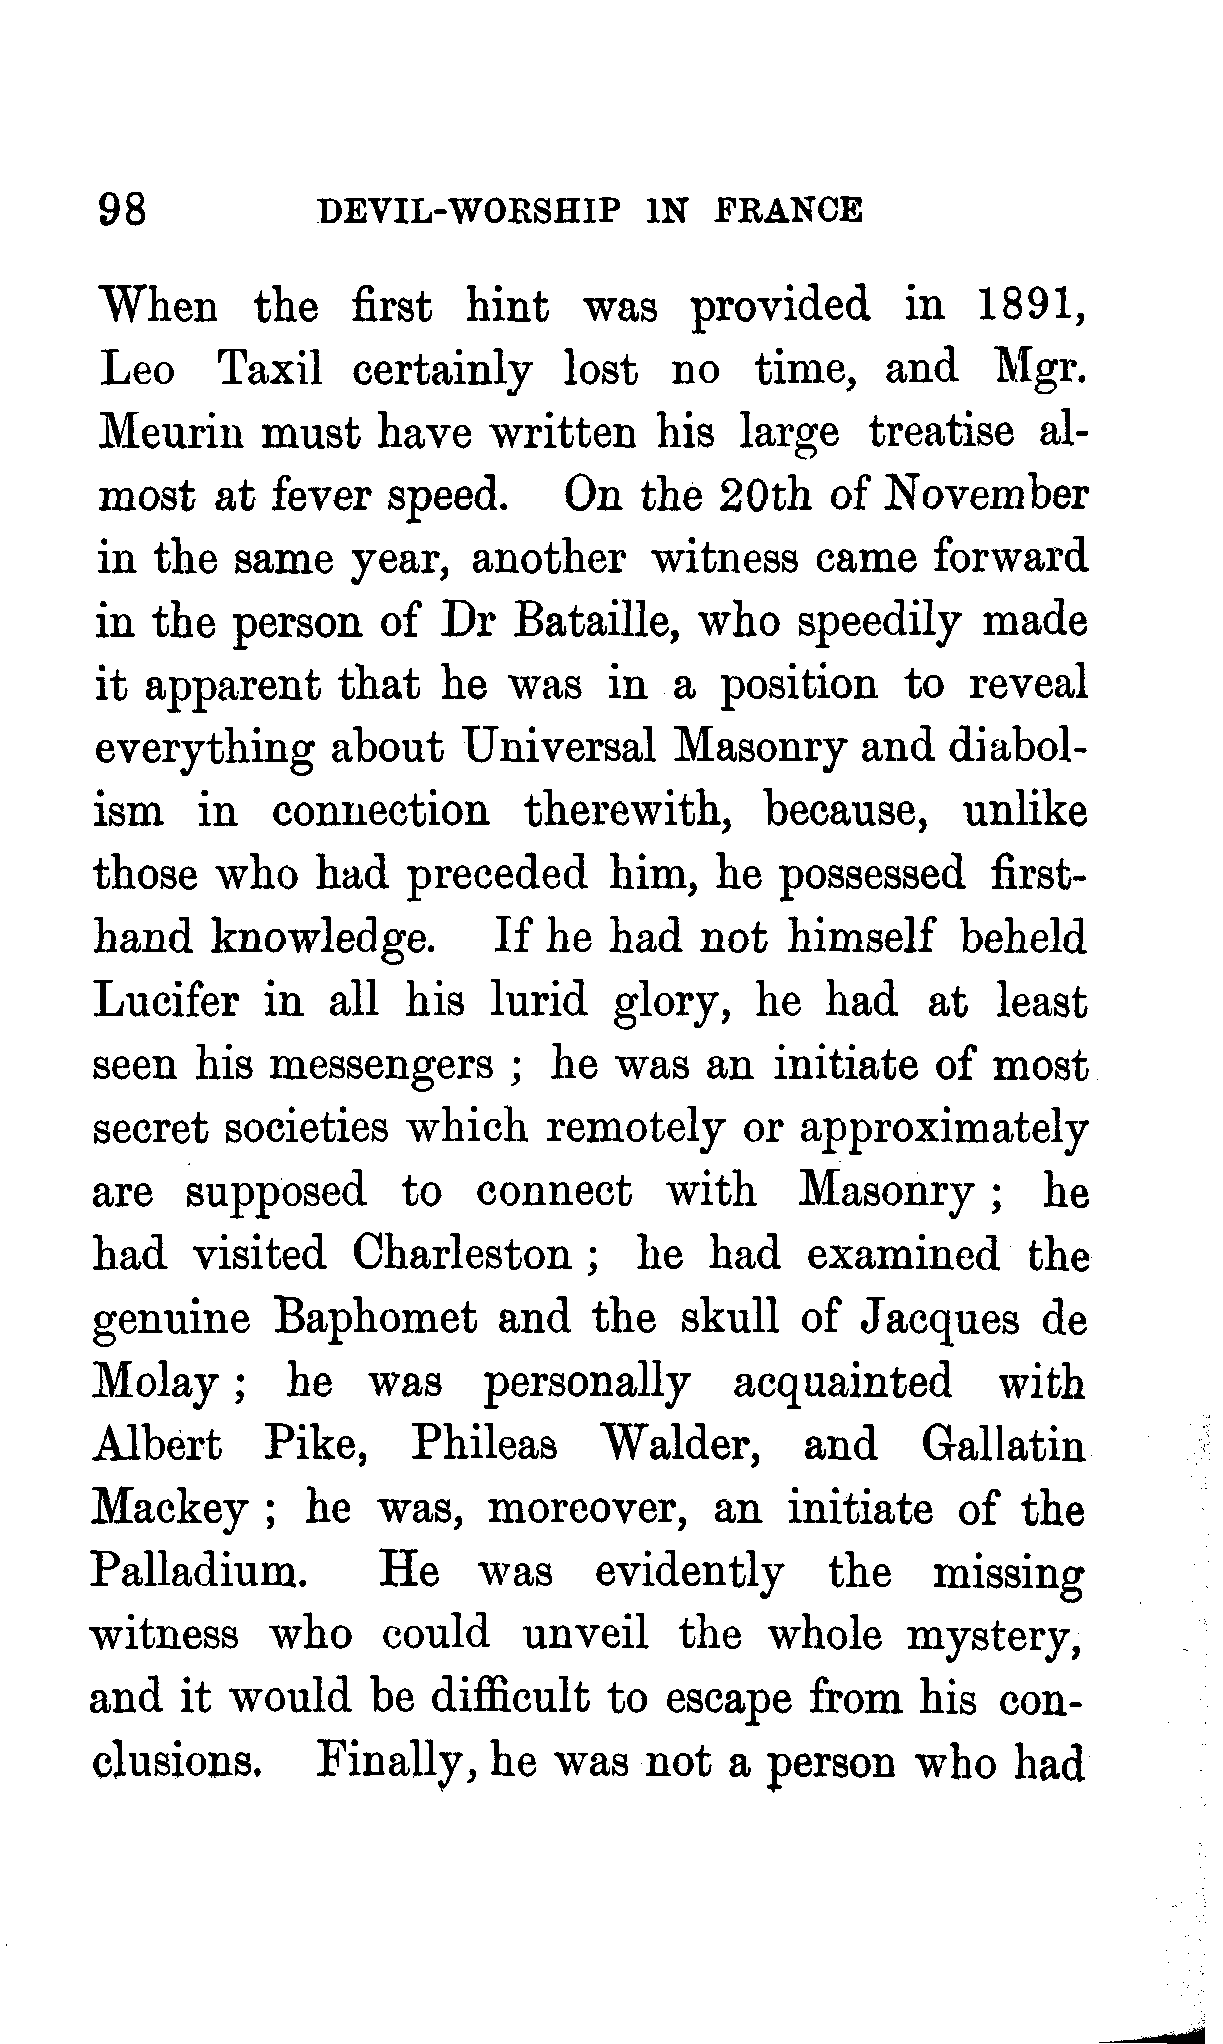 98 DEVIL-WORSHIP IN FRANCE
When the first hint was provided in 1891,
Leo Taxil certainly lost no time, and Mgr.
Meurin must have written his large treatise al-
most at fever speed. On the 20th of November
in the same year, another witness came forward
in the person of Dr Bataille, who speedily made
it apparent that he was in a position to reveal
everything about Universal Masonry and diabol-
ism in connection therewith, because, unlike
those who had preceded him, he possessed first-
hand knowledge. If he had not himself beheld
Lucifer in all his lurid glory, he had at least
seen his messengers ; he was an initiate of most
secret societies which remotely or approximately
are supposed to connect with Masonry ; he
had visited Charleston ; he had examined the
genuine Baphomet and the skull of Jacques de
Molay ; he was personally acquainted with
Albert Pike, Phileas Walder, and Gallatin
Mackey ; he was, moreover, an initiate of the
Palladium. He was evidently the missing
witness who could unveil the whole mystery,
and it would be difficult to escape from his con-
clusions. Finally, he was not a person who had